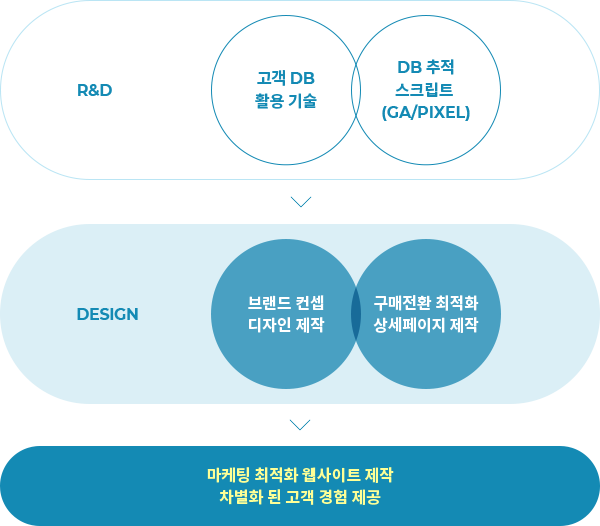 R&D
고객 DB
활용 기술
DB 추적
스크립트
(GA/PIXEL)
DESIGN
브랜드 컨셉
디자인 제작
구매전환 최적화
상세페이지 제작
마케팅 최적화 웹사이트 제작
차별화 된 고객 경험 제공